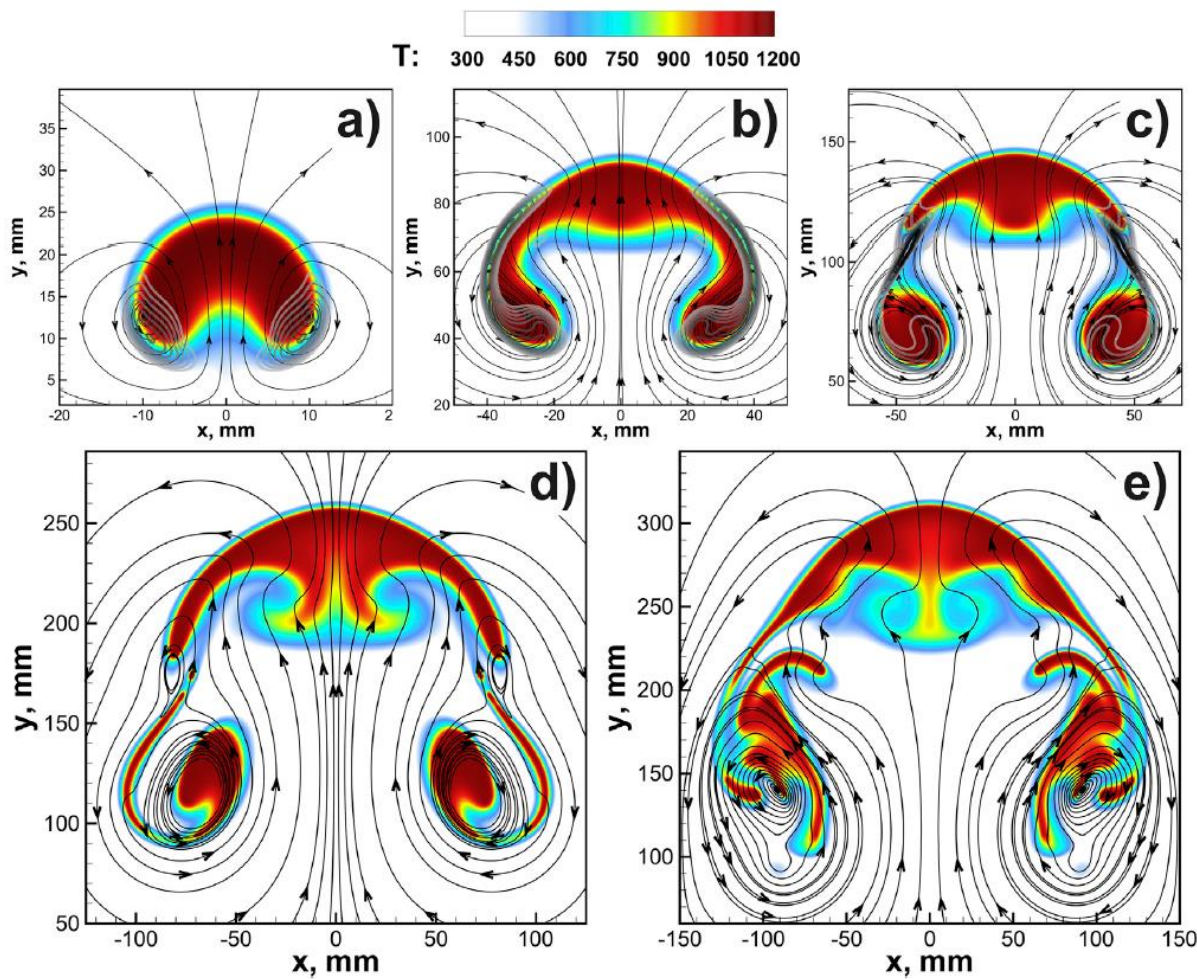 T: 300 450 600 750 900 1050 1200
a)
y, mm
35
30
25
20
15
10
5
-20 -10 0 10 2
x, mm
b)
y, mm
100
80
60
40
20
-40 -20 0 20 40
x, mm
c)
y, mm
150
100
50
-50 0 50
x, mm
d)
y, mm
250
200
150
100
50
-100 -50 0 50 100
x, mm
e)
y, mm
300
250
200
150
100
-150 -100 -50 0 50 100 150
x, mm